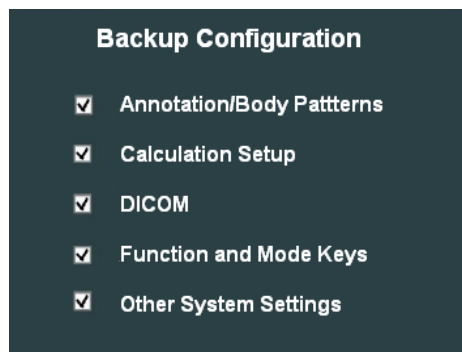 Backup Configuration
Annotation/Body Pattterns
Calculation Setup
DICOM
Function and Mode Keys
Other System Settings